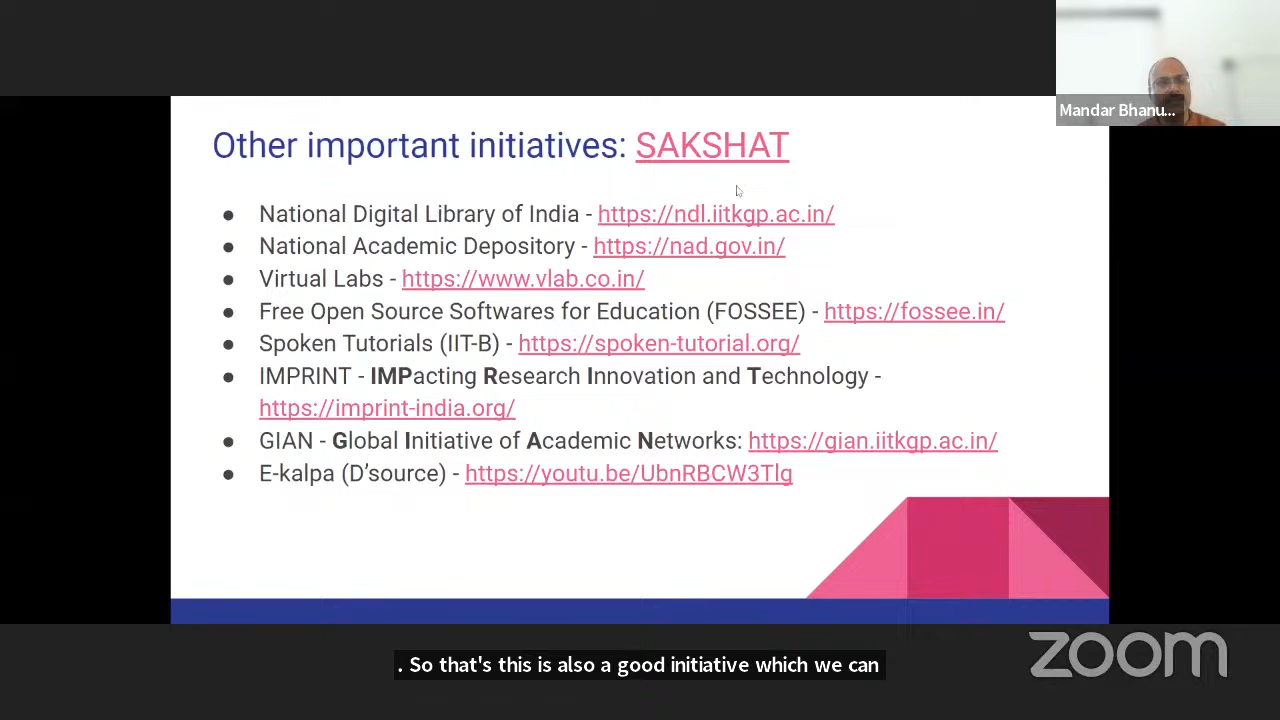 Mandar Bhanu...
Other important initiatives: SAKSHAT
● National Digital Library of India - https://ndl.iitkgp.ac.in/
● National Academic Depository - https://nad.gov.in/
● Virtual Labs - https://www.vlab.co.in/
● Free Open Source Softwares for Education (FOSSEE) - https://fossee.in/
● Spoken Tutorials (IIT-B) - https://spoken-tutorial.org/
● IMPRINT - IMPacting Research Innovation and Technology -
https://imprint-india.org/
● GIAN - Global Initiative of Academic Networks: https://gian.iitkgp.ac.in/
● E-kalpa (D’source) - https://youtu.be/UbnRBCW3Tlg
. So that's this is also a good initiative which we can
zoom